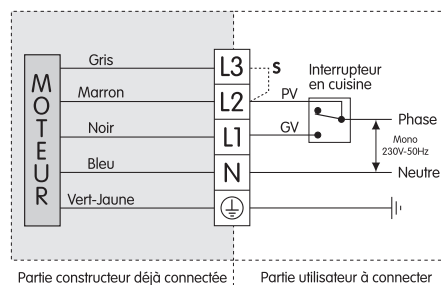 MOTEUR
Gris
Marron
Noir
Bleu
Vert-Jaune
L3
L2
L1
N
S
PV
GV
Interrupteur
en cuisine
Phase
Mono
230V-50Hz
Neutre
Partie constructeur déjà connectée
Partie utilisateur à connecter